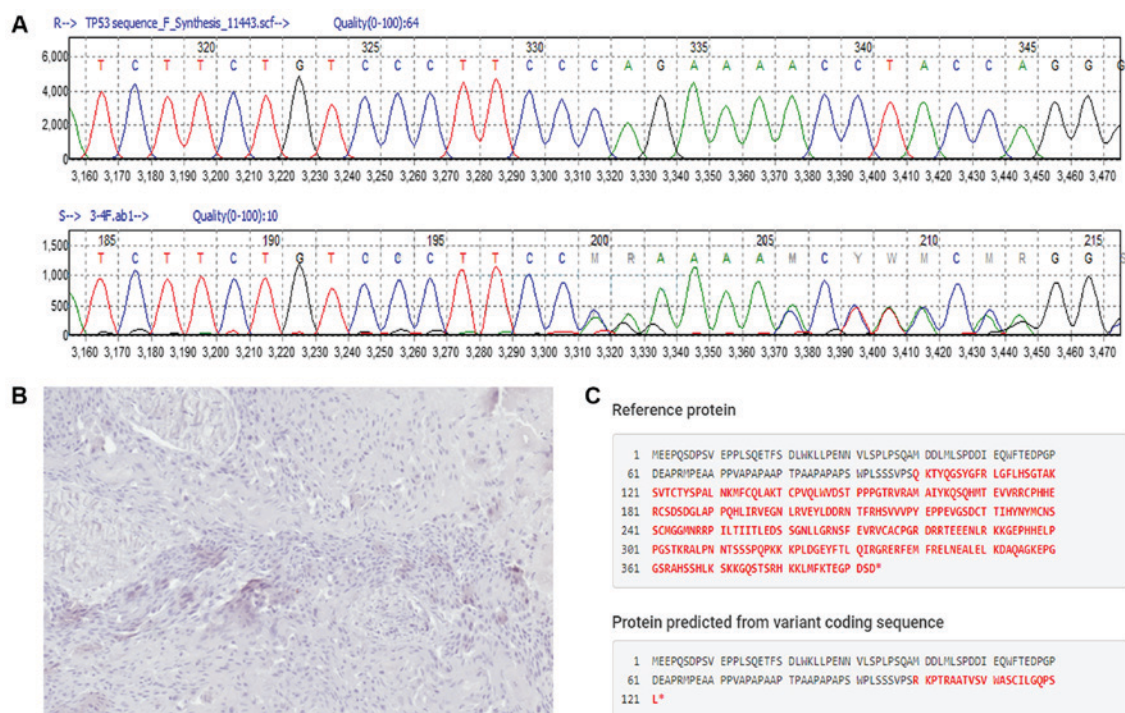 A
R--> TP53 sequence_F_Synthesis_11443.scf--> Quality(0-100):64
320 325 330 335 340 345
6,000 T C T T C T G T C C C T T C C C A G A A A A C C T A C C A G G G
4,000
2,000
0
3,160 3,170 3,180 3,190 3,200 3,210 3,220 3,230 3,240 3,250 3,260 3,270 3,280 3,290 3,300 3,310 3,320 3,330 3,340 3,350 3,360 3,370 3,380 3,390 3,400 3,410 3,420 3,430 3,440 3,450 3,460 3,470
S--> 3-4F.ab1--> Quality(0-100):10
185 190 195 200 205 210 215
1,500 T C T T C T G T C C C T T C C M R A A A A M C Y W M C M R G G S
1,000
500
0
3,160 3,170 3,180 3,190 3,200 3,210 3,220 3,230 3,240 3,250 3,260 3,270 3,280 3,290 3,300 3,310 3,320 3,330 3,340 3,350 3,360 3,370 3,380 3,390 3,400 3,410 3,420 3,430 3,440 3,450 3,460 3,470
B
C
Reference protein
1 MEEPQSDPSV EPPLSQETFS DLWKLLPENN VLSPLPSQAM DDLMLSPDDI EQWFTEDPGP
61 DEAPRMPEAA PPVAPAPAAP TPAAPAPAPS WPLSSSVPSQ KTYQGSYGFR LGFLHSGTAK
121 SVTCTYSPAL NKMFCQLAKT CPVQLWVDST PPPGTRVRAM AIYKQSQHMT EVVRRCPHHE
181 RCSDSDGLAP PQHLIRVEGN LRVEYLDDRN TFRHSVVVPY EPPEVGSDCT TIHYNYMCNS
241 SCMGGMNRRP ILTIITLEDS SGNLLGRNSF EVRVCACPGR DRRTEEENLR KKGEPHHELP
301 PGSTKRALPN NTSSSPQPKK KPLDGEYFTL QIRGRERFEM FRELNEALEL KDAQAGKEPG
361 GSRAHSSHLK SKKGQSTSRH KKLMFKTEGP DSD*
Protein predicted from variant coding sequence
1 MEEPQSDPSV EPPLSQETFS DLWKLLPENN VLSPLPSQAM DDLMLSPDDI EQWFTEDPGP
61 DEAPRMPEAA PPVAPAPAAP TPAAPAPAPS WPLSSSVPSR KPTRAATVSV WASCILGQPS
121 L*